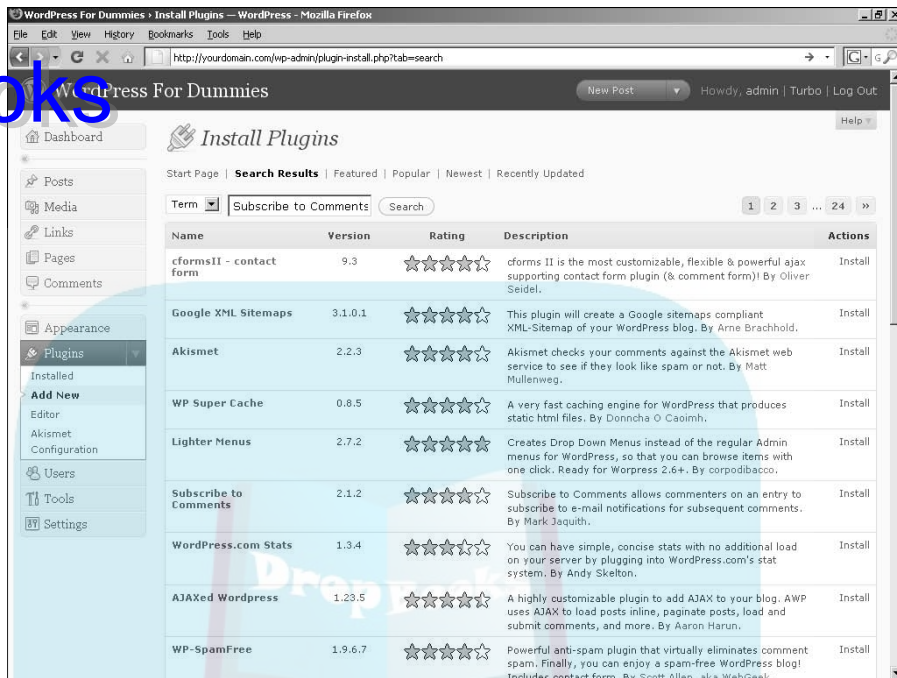 WordPress For Dummies › Install Plugins — WordPress - Mozilla Firefox
File Edit View History Bookmarks Tools Help
http://yourdomain.com/wp-admin/plugin-install.php?tab=search
G
oks
WordPress For Dummies
New Post
Howdy, admin | Turbo | Log Out
Help
Dashboard
Posts
Media
Links
Pages
Comments
Appearance
Plugins
Installed
Add New
Editor
Akismet
Configuration
Users
Tools
Settings
Install Plugins
Start Page | Search Results | Featured | Popular | Newest | Recently Updated
Term Subscribe to Comments Search 1 2 3 ... 24 »
Name Version Rating Description Actions
cformsII - contact form 9.3 cforms II is the most customizable, flexible & powerful ajax Install
supporting contact form plugin (& comment form)! By Oliver
Seidel.
Google XML Sitemaps 3.1.0.1 This plugin will create a Google sitemaps compliant Install
XML-Sitemap of your WordPress blog. By Arne Brachhold.
Akismet 2.2.3 Akismet checks your comments against the Akismet web Install
service to see if they look like spam or not. By Matt
Mullenweg.
WP Super Cache 0.8.5 A very fast caching engine for WordPress that produces Install
static html files. By Donncha O Caoimh.
Lighter Menus 2.7.2 Creates Drop Down Menus instead of the regular Admin Install
menus for WordPress, so that you can browse items with
one click. Ready for Worpress 2.6+. By corpodibacco.
Subscribe to Comments 2.1.2 Subscribe to Comments allows commenters on an entry to Install
subscribe to e-mail notifications for subsequent comments.
By Mark Jaquith.
WordPress.com Stats 1.3.4 You can have simple, concise stats with no additional load Install
on your server by plugging into WordPress.com's stat
system. By Andy Skelton.
AJAXed Wordpress 1.23.5 A highly customizable plugin to add AJAX to your blog. AWP Install
uses AJAX to load posts inline, paginate posts, load and
submit comments, and more. By Aaron Harun.
WP-SpamFree 1.9.6.7 Powerful anti-spam plugin that virtually eliminates comment Install
spam. Finally, you can enjoy a spam-free WordPress blog!
Includes contact form. By Scott Allen, aka WebGeek
DropBooks